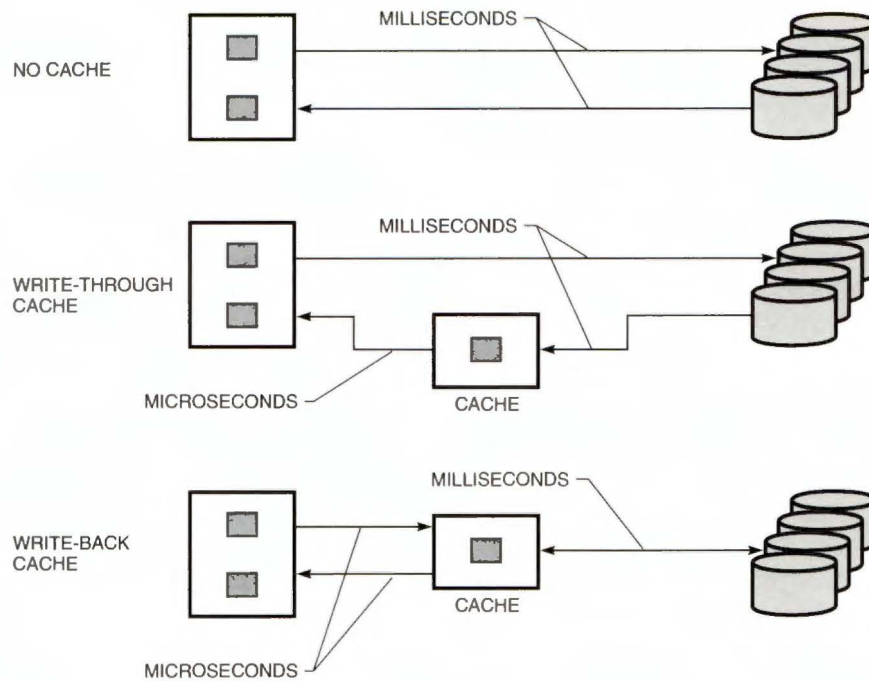 MILLISECONDS
NO CACHE
MILLISECONDS
WRITE-THROUGH
CACHE
MICROSECONDS
CACHE
MILLISECONDS
WRITE-BACK
CACHE
CACHE
MICROSECONDS